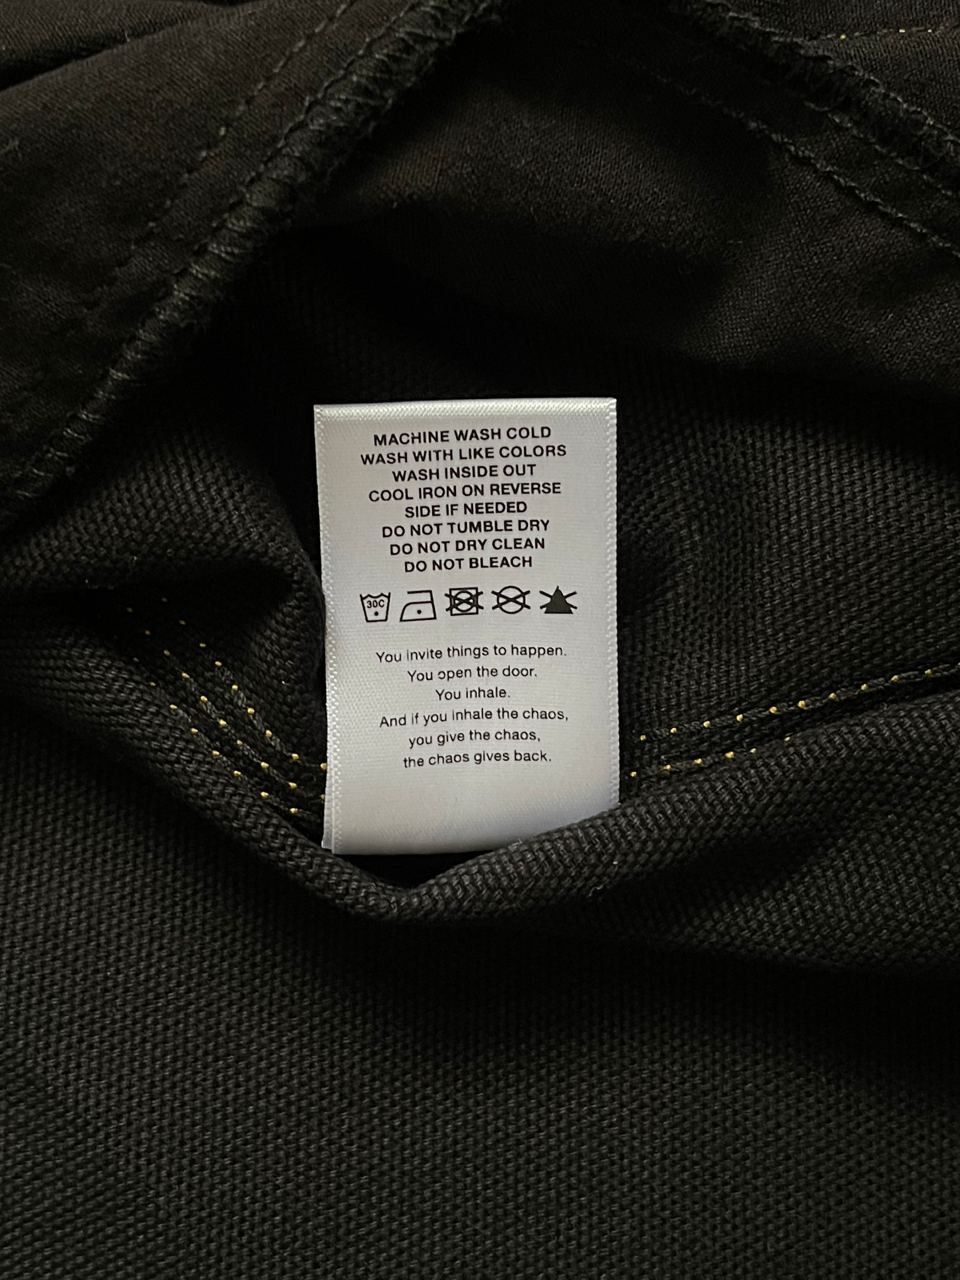 MACHINE WASH COLD
WASH WITH LIKE COLORS
WASH INSIDE OUT
COOL IRON ON REVERSE
SIDE IF NEEDED
DO NOT TUMBLE DRY
DO NOT DRY CLEAN
DO NOT BLEACH
30C
You invite things to happen.
You open the door.
You inhale.
And if you inhale the chaos,
you give the chaos,
the chaos gives back.